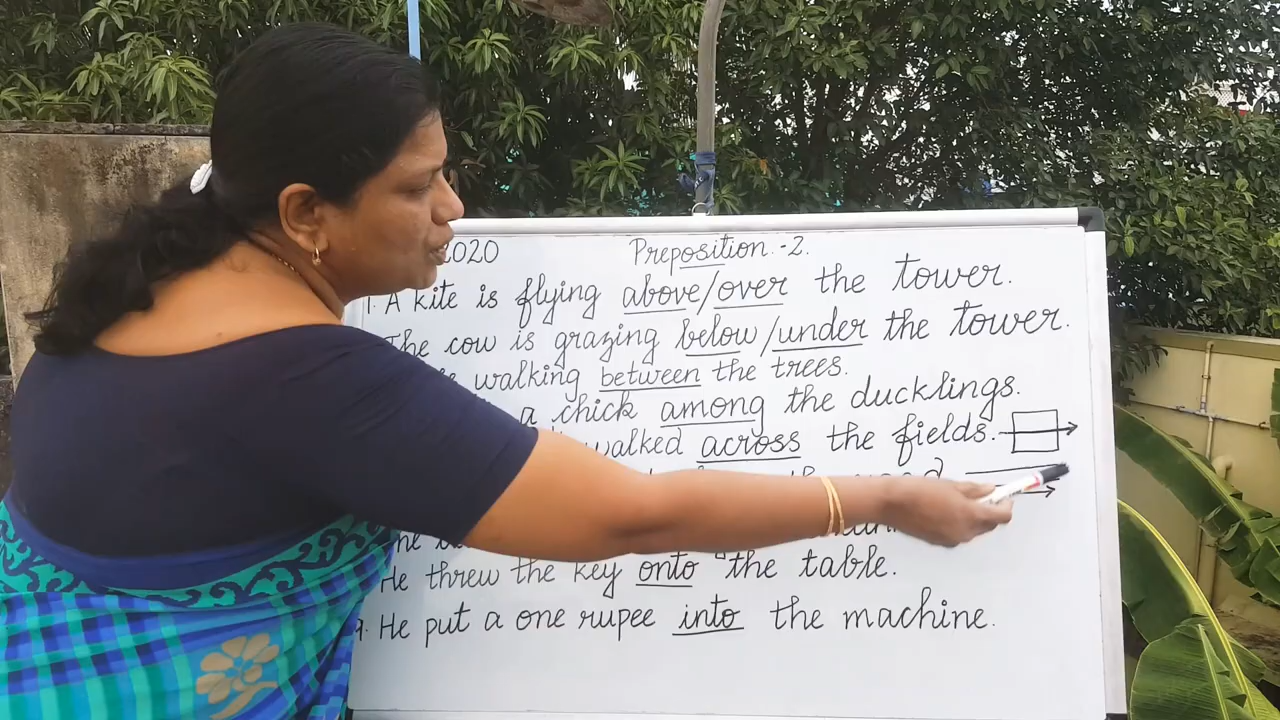 2020 Preposition.-2.
1. A kite is flying above/over the tower.
The cow is grazing below/under the tower.
walking between the trees.
a chick among the ducklings.
walked across the fields.
the
He threw the key onto the table.
9. He put a one rupee into the machine.